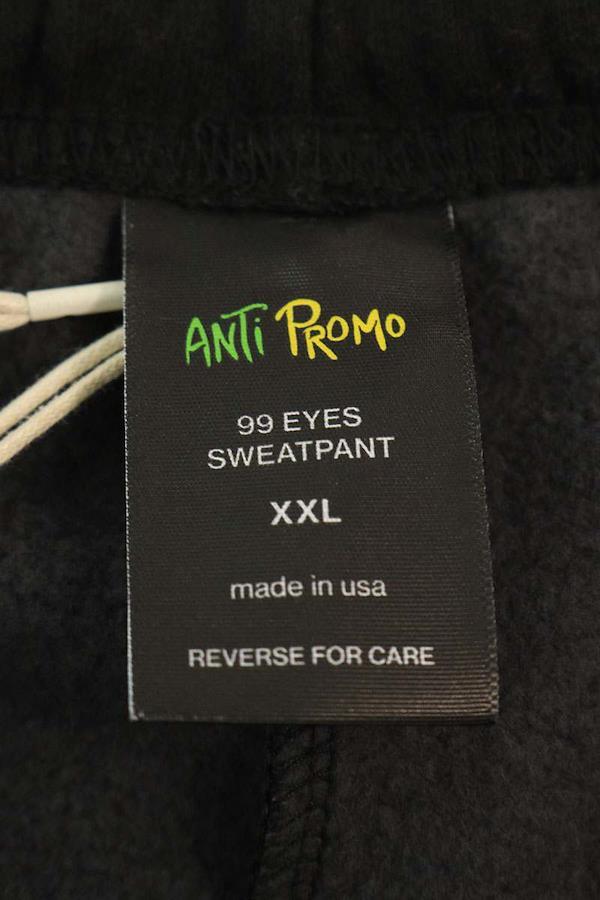 ANTi PROMO
99 EYES
SWEATPANT
XXL
made in usa
REVERSE FOR CARE